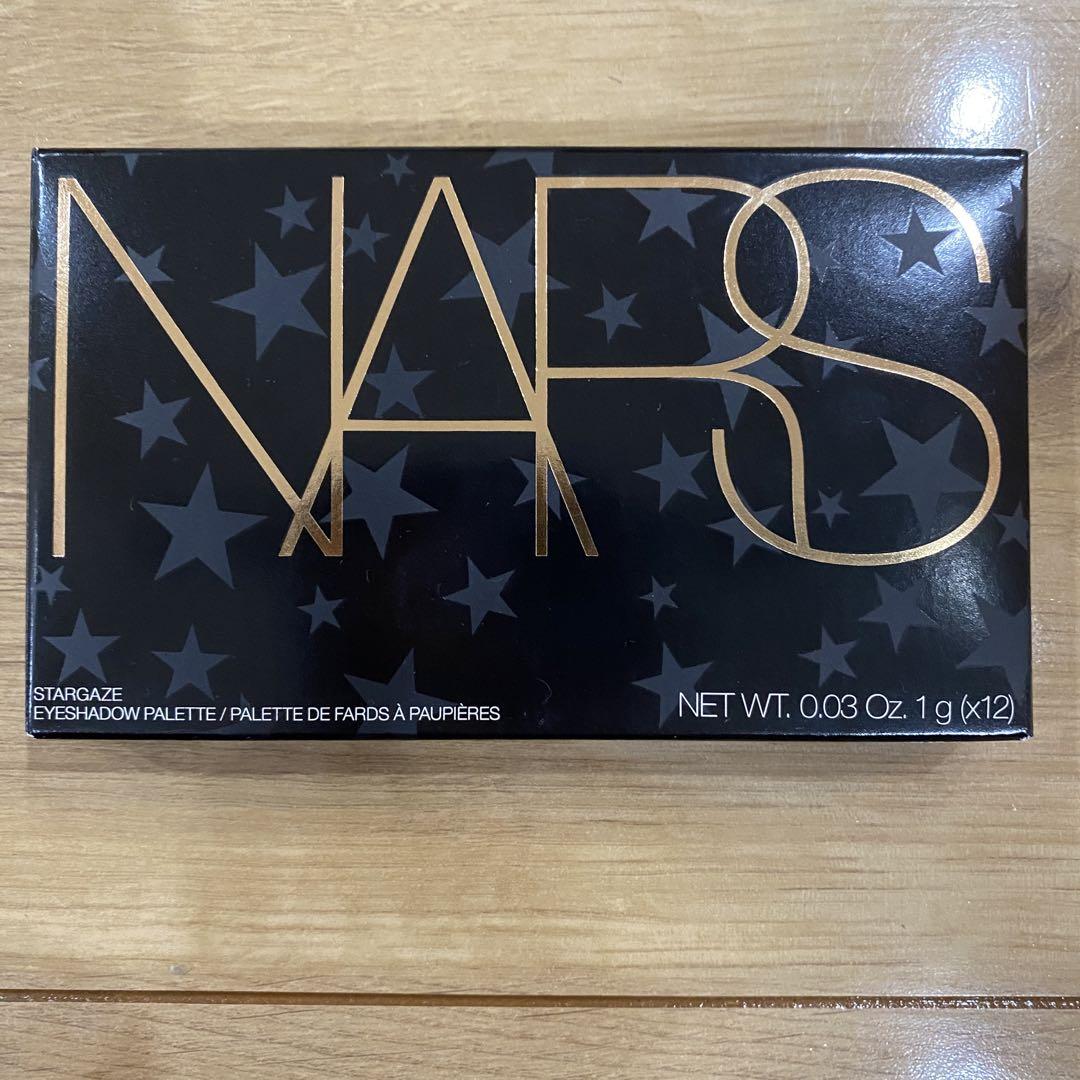 NARS
STARGAZE
EYESHADOW PALETTE / PALETTE DE FARDS À PAUPIÈRES
NET WT. 0.03 Oz. 1 g (x12)